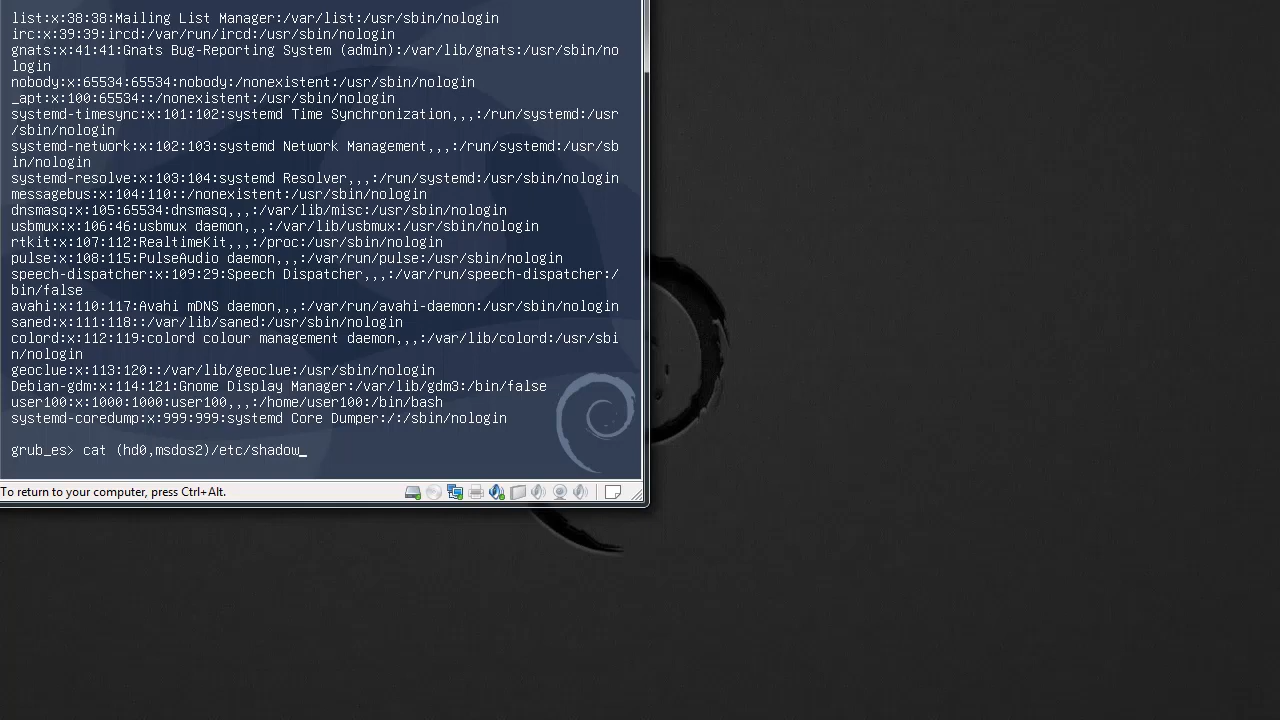 list:x:38:38:Mailing List Manager:/var/list:/usr/sbin/nologin
irc:x:39:39:ircd:/var/run/ircd:/usr/sbin/nologin
gnats:x:41:41:Gnats Bug-Reporting System (admin):/var/lib/gnats:/usr/sbin/no
login
nobody:x:65534:65534:nobody:/nonexistent:/usr/sbin/nologin
_apt:x:100:65534::/nonexistent:/usr/sbin/nologin
systemd-timesync:x:101:102:systemd Time Synchronization,,,:/run/systemd:/usr
/sbin/nologin
systemd-network:x:102:103:systemd Network Management,,,:/run/systemd:/usr/sb
in/nologin
systemd-resolve:x:103:104:systemd Resolver,,,:/run/systemd:/usr/sbin/nologin
messagebus:x:104:110::/nonexistent:/usr/sbin/nologin
dnsmasq:x:105:65534:dnsmasq,,,:/var/lib/misc:/usr/sbin/nologin
usbmux:x:106:46:usbmux daemon,,,:/var/lib/usbmux:/usr/sbin/nologin
rtkit:x:107:112:RealtimeKit,,,:/proc:/usr/sbin/nologin
pulse:x:108:115:PulseAudio daemon,,,:/var/run/pulse:/usr/sbin/nologin
speech-dispatcher:x:109:29:Speech Dispatcher,,,:/var/run/speech-dispatcher:/
bin/false
avahi:x:110:117:Avahi mDNS daemon,,,:/var/run/avahi-daemon:/usr/sbin/nologin
saned:x:111:118::/var/lib/saned:/usr/sbin/nologin
colord:x:112:119:colord colour management daemon,,,:/var/lib/colord:/usr/sbi
n/nologin
geoclue:x:113:120::/var/lib/geoclue:/usr/sbin/nologin
Debian-gdm:x:114:121:Gnome Display Manager:/var/lib/gdm3:/bin/false
user100:x:1000:1000:user100,,,:/home/user100:/bin/bash
systemd-coredump:x:999:999:systemd Core Dumper:/:/sbin/nologin
grub_es> cat (hd0,msdos2)/etc/shadow_
To return to your computer, press Ctrl+Alt.